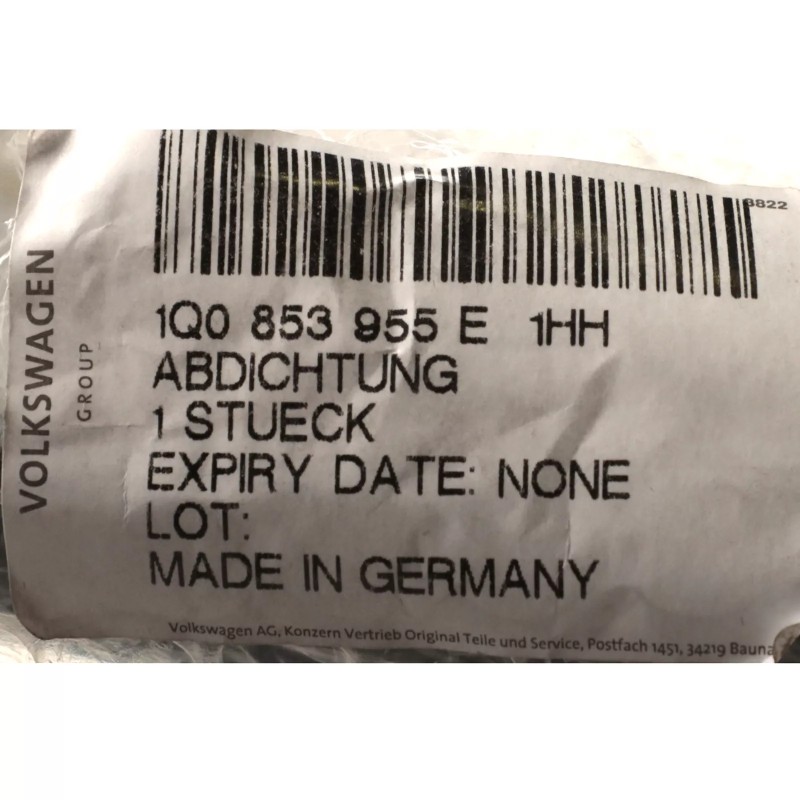 VOLKSWAGEN
GROUP
1Q0 853 955 E 1HH
ABDICHTUNG
1 STUECK
EXPIRY DATE: NONE
LOT:
MADE IN GERMANY
Volkswagen AG, Konzern Vertrieb Original Teile und Service, Postfach 1451, 34219 Bauna